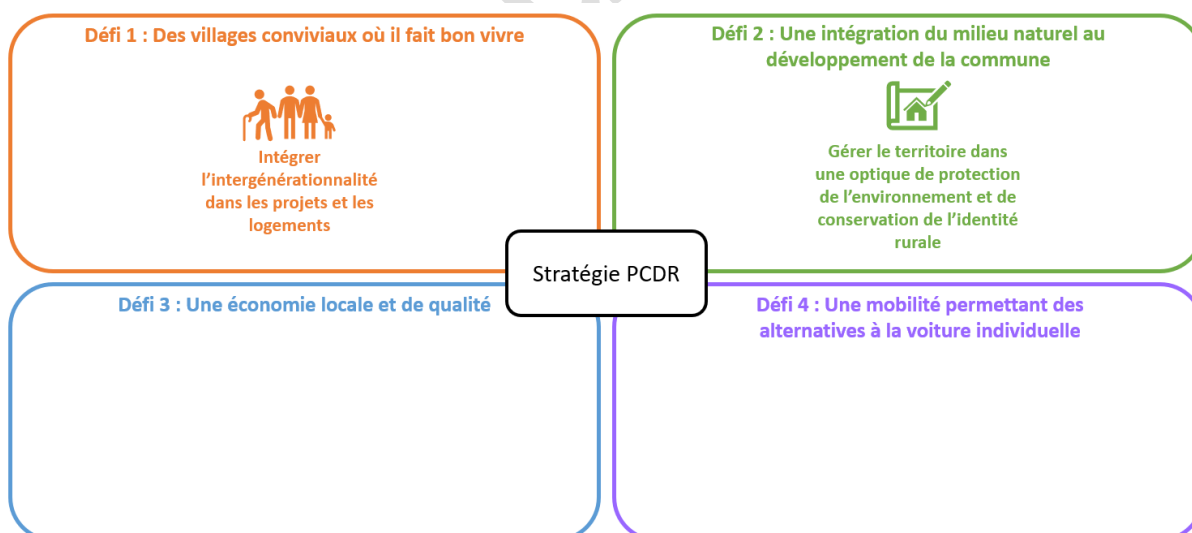 Défi 1 : Des villages conviviaux où il fait bon vivre
Intégrer
l'intergénérationnalité
dans les projets et les
logements
Défi 2 : Une intégration du milieu naturel au
développement de la commune
Gérer le territoire dans
une optique de protection
de l'environnement et de
conservation de l'identité
rurale
Stratégie PCDR
Défi 3 : Une économie locale et de qualité
Défi 4 : Une mobilité permettant des
alternatives à la voiture individuelle